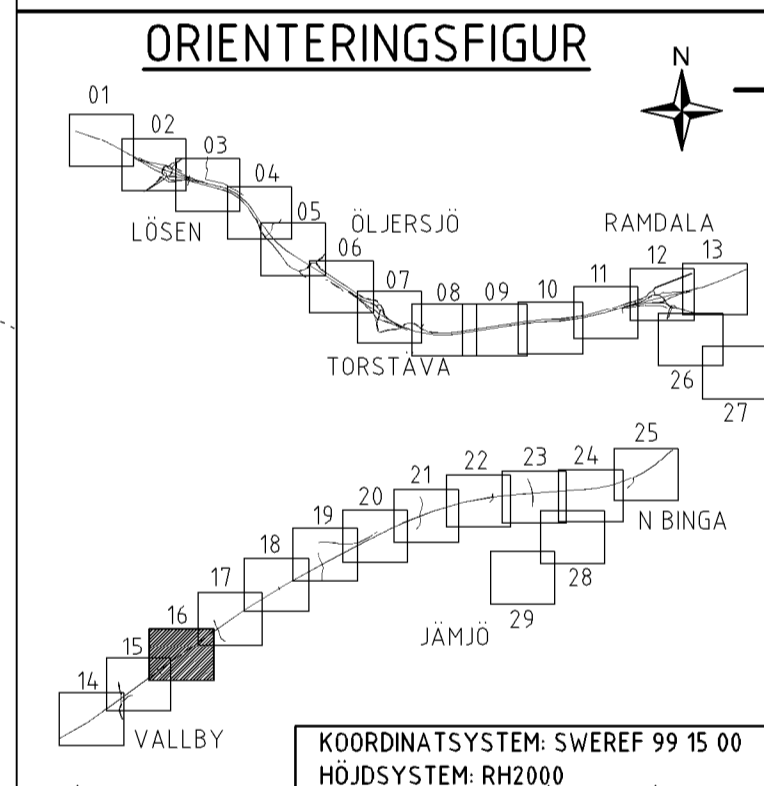 ORIENTERINGSFIGUR
N
01
02
03
04
LÖSEN
05
ÖLJERSJÖ
RAMDALA
06
07
08
09
10
11
12
13
TORSTÄVA
26
27
25
24
23
22
21
N BINGA
20
19
18
28
17
29
JÄMJÖ
16
15
14
VALLBY
KOORDINATSYSTEM: SWEREF 99 15 00
HÖJDSYSTEM: RH2000